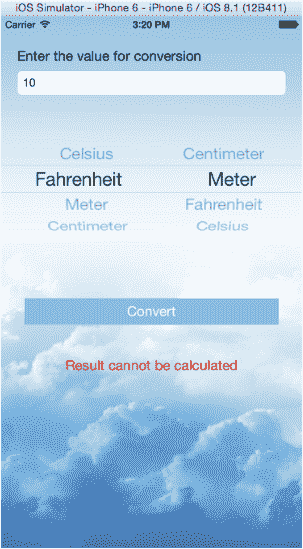 iOS Simulator - iPhone 6 - iPhone 6 / iOS 8.1 (12B411)
Carrier 3:20 PM
Enter the value for conversion
10
Celsius Centimeter
Fahrenheit Meter
Meter Fahrenheit
Centimeter Celsius
Convert
Result cannot be calculated